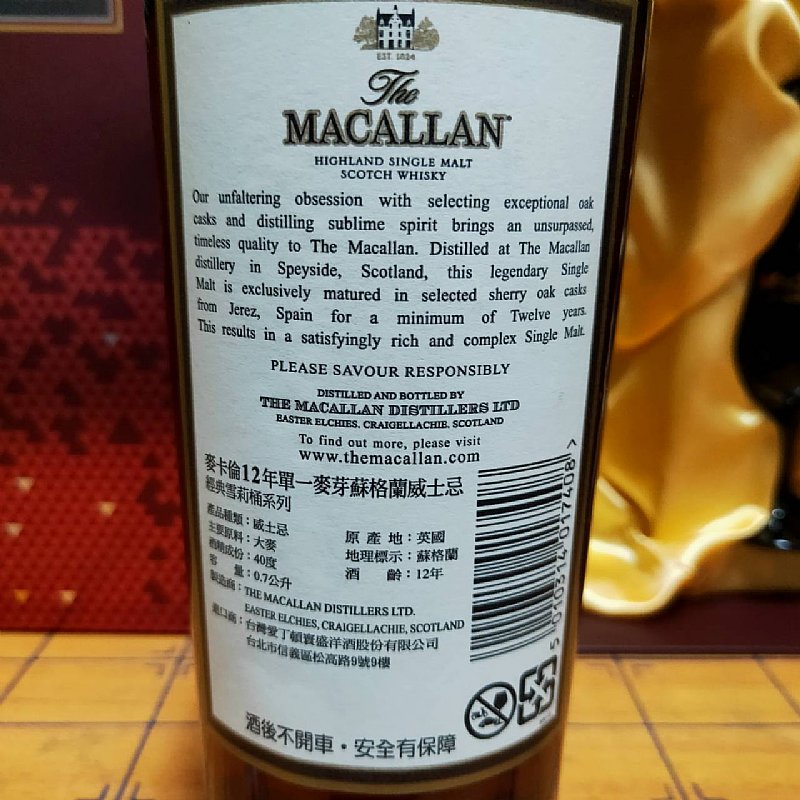 EST. 1824
The
MACALLAN
HIGHLAND SINGLE MALT
SCOTCH WHISKY
Our unfaltering obsession with selecting exceptional oak
casks and distilling sublime spirit brings an unsurpassed,
timeless quality to The Macallan. Distilled at The Macallan
distillery in Speyside, Scotland, this legendary Single
Malt is exclusively matured in selected sherry oak casks
from Jerez, Spain for a minimum of Twelve years.
This results in a satisfyingly rich and complex Single Malt.
PLEASE SAVOUR RESPONSIBLY
DISTILLED AND BOTTLED BY
THE MACALLAN DISTILLERS LTD
EASTER ELCHIES, CRAIGELLACHIE, SCOTLAND
To find out more, please visit
www.themacallan.com
麥卡倫12年單一麥芽蘇格蘭威士忌
經典雪莉桶系列
產品種類：威士忌
主要原料：大麥 原產地：英國
酒精成份：40度 地理標示：蘇格蘭
容量：0.7公升 酒齡：12年
製造商：THE MACALLAN DISTILLERS LTD.
EASTER ELCHIES, CRAIGELLACHIE, SCOTLAND
進口商：台灣愛丁頓寰盛洋酒股份有限公司
台北市信義區松高路9號9樓
5 010314 017408 >
酒後不開車・安全有保障